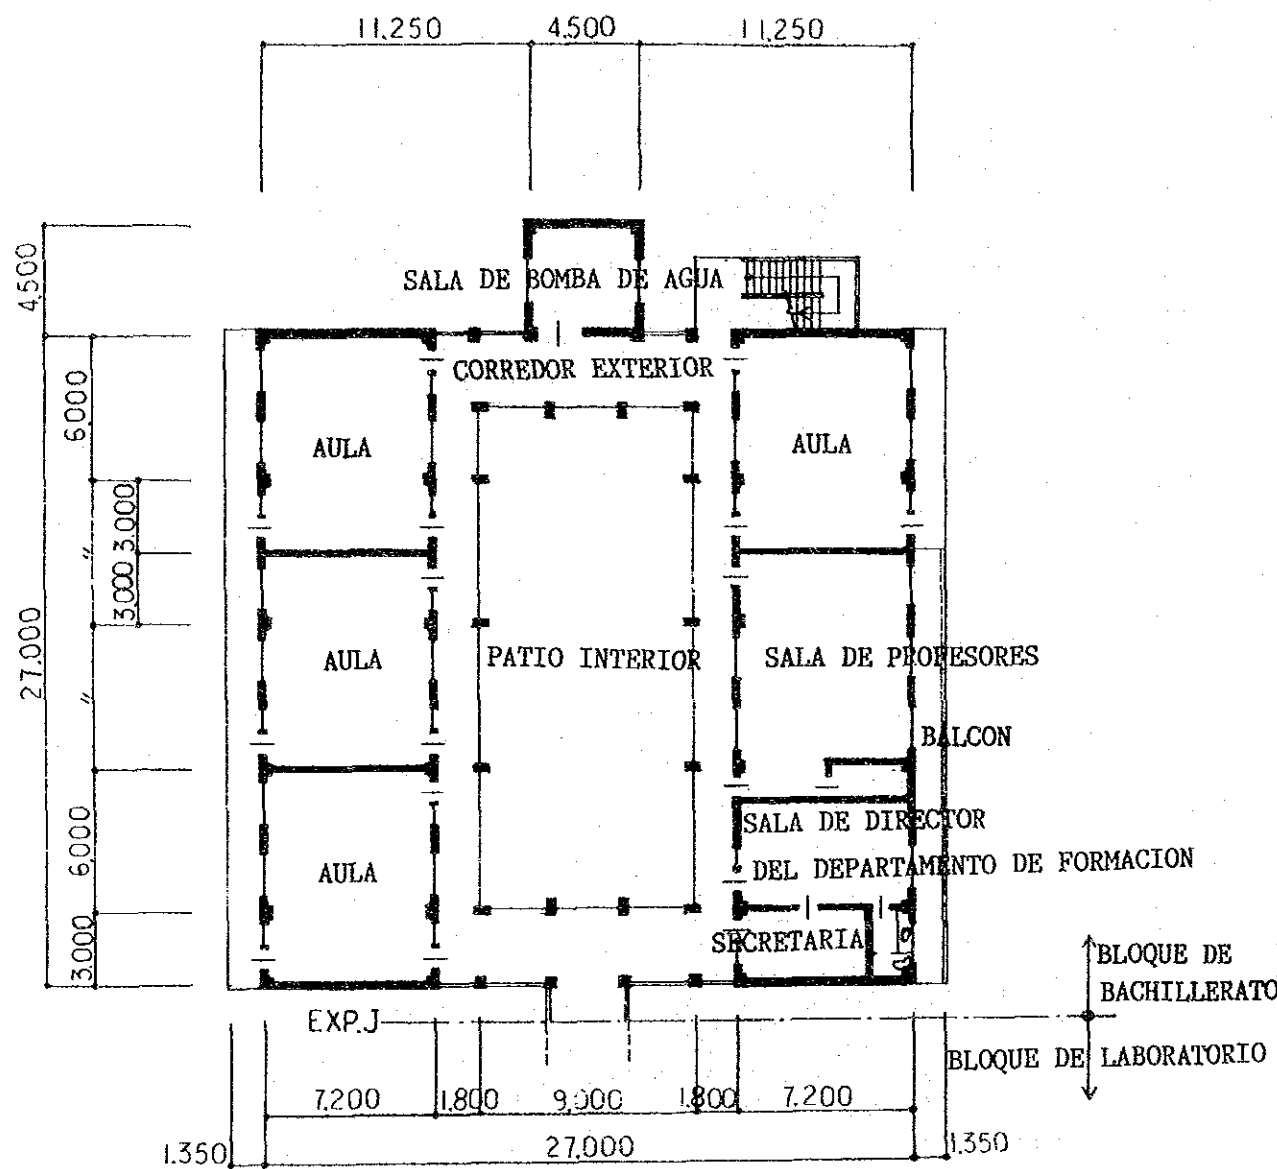 11,250 4,500 11,250
4,500
SALA DE BOMBA DE AGUA
CORREDOR EXTERIOR
6.000
AULA AULA
3.000
〃
3.000
27.000
AULA PATIO INTERIOR SALA DE PROFESORES
〃
BALCON
SALA DE DIRECTOR
6.000
AULA DEL DEPARTAMENTO DE FORMACION
3.000
SECRETARIA
BLOQUE DE
BACHILLERATO
EXP.J
BLOQUE DE LABORATORIO
7,200 1,800 9,000 1,800 7,200
1.350 27,000 1.350